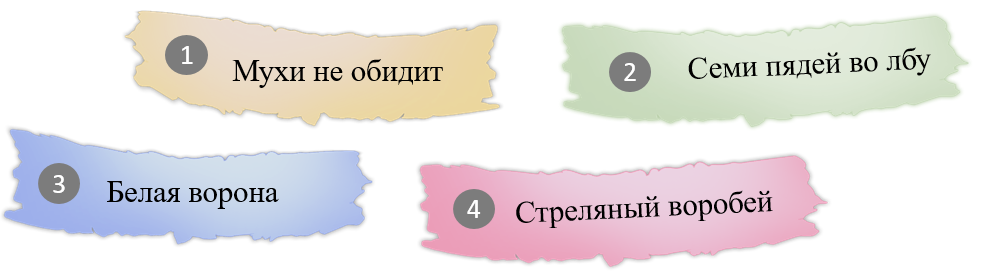 1 Мухи не обидит
2 Семи пядей во лбу
3 Белая ворона
4 Стреляный воробей